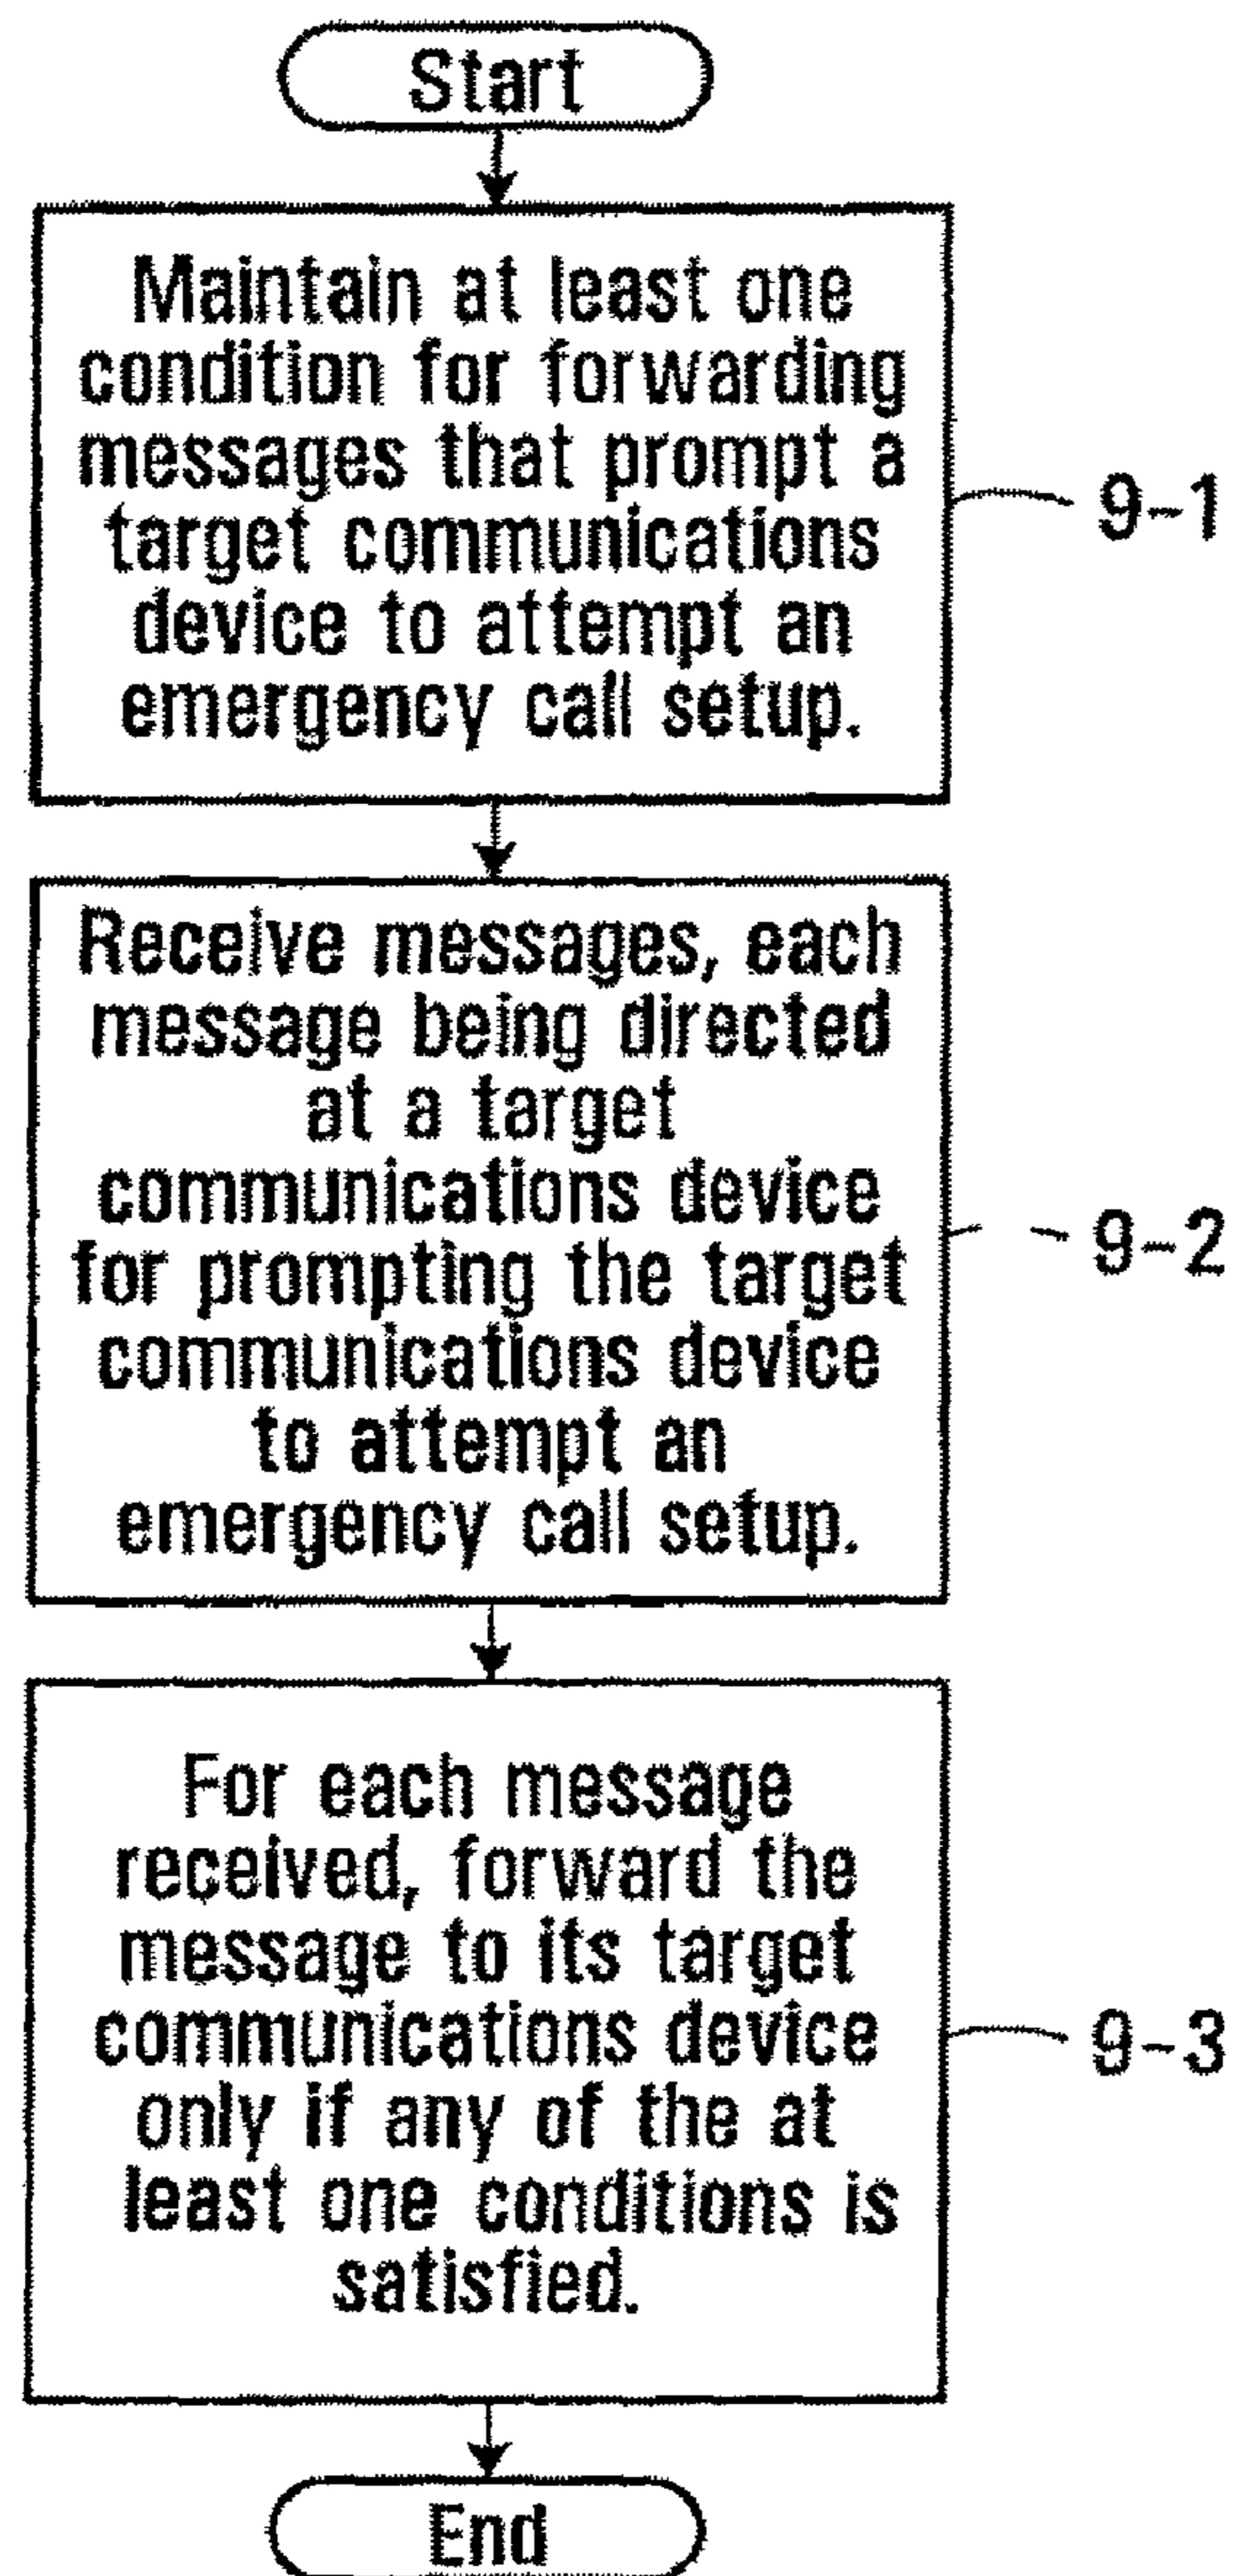 Start
Maintain at least one
condition for forwarding
messages that prompt a
target communications
device to attempt an
emergency call setup.
9-1
Receive messages, each
message being directed
at a target
communications device
for prompting the target
communications device
to attempt an
emergency call setup.
9-2
For each message
received, forward the
message to its target
communications device
only if any of the at
least one conditions is
satisfied.
9-3
End